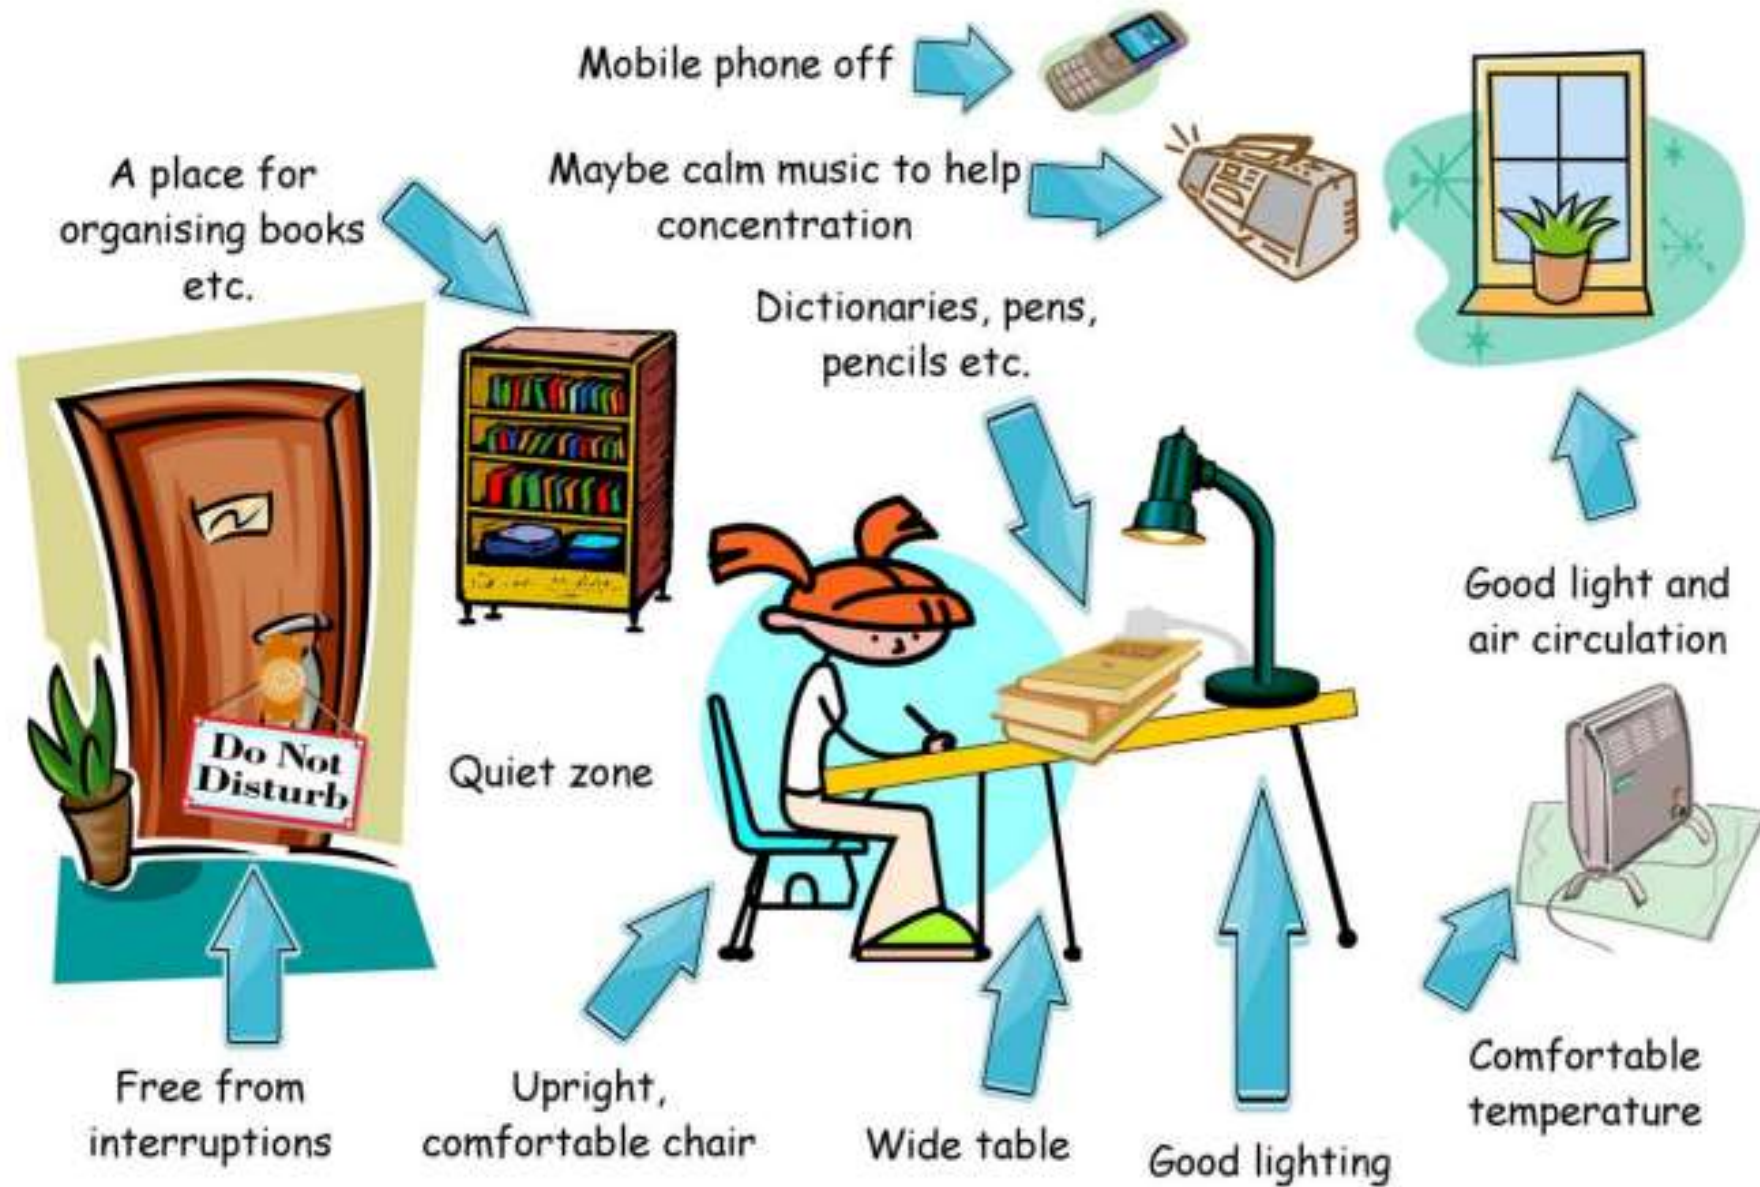 Mobile phone off
Maybe calm music to help
concentration
A place for
organising books
etc.
Dictionaries, pens,
pencils etc.
Good light and
air circulation
Do Not
Disturb
Quiet zone
Free from
interruptions
Upright,
comfortable chair
Wide table
Good lighting
Comfortable
temperature